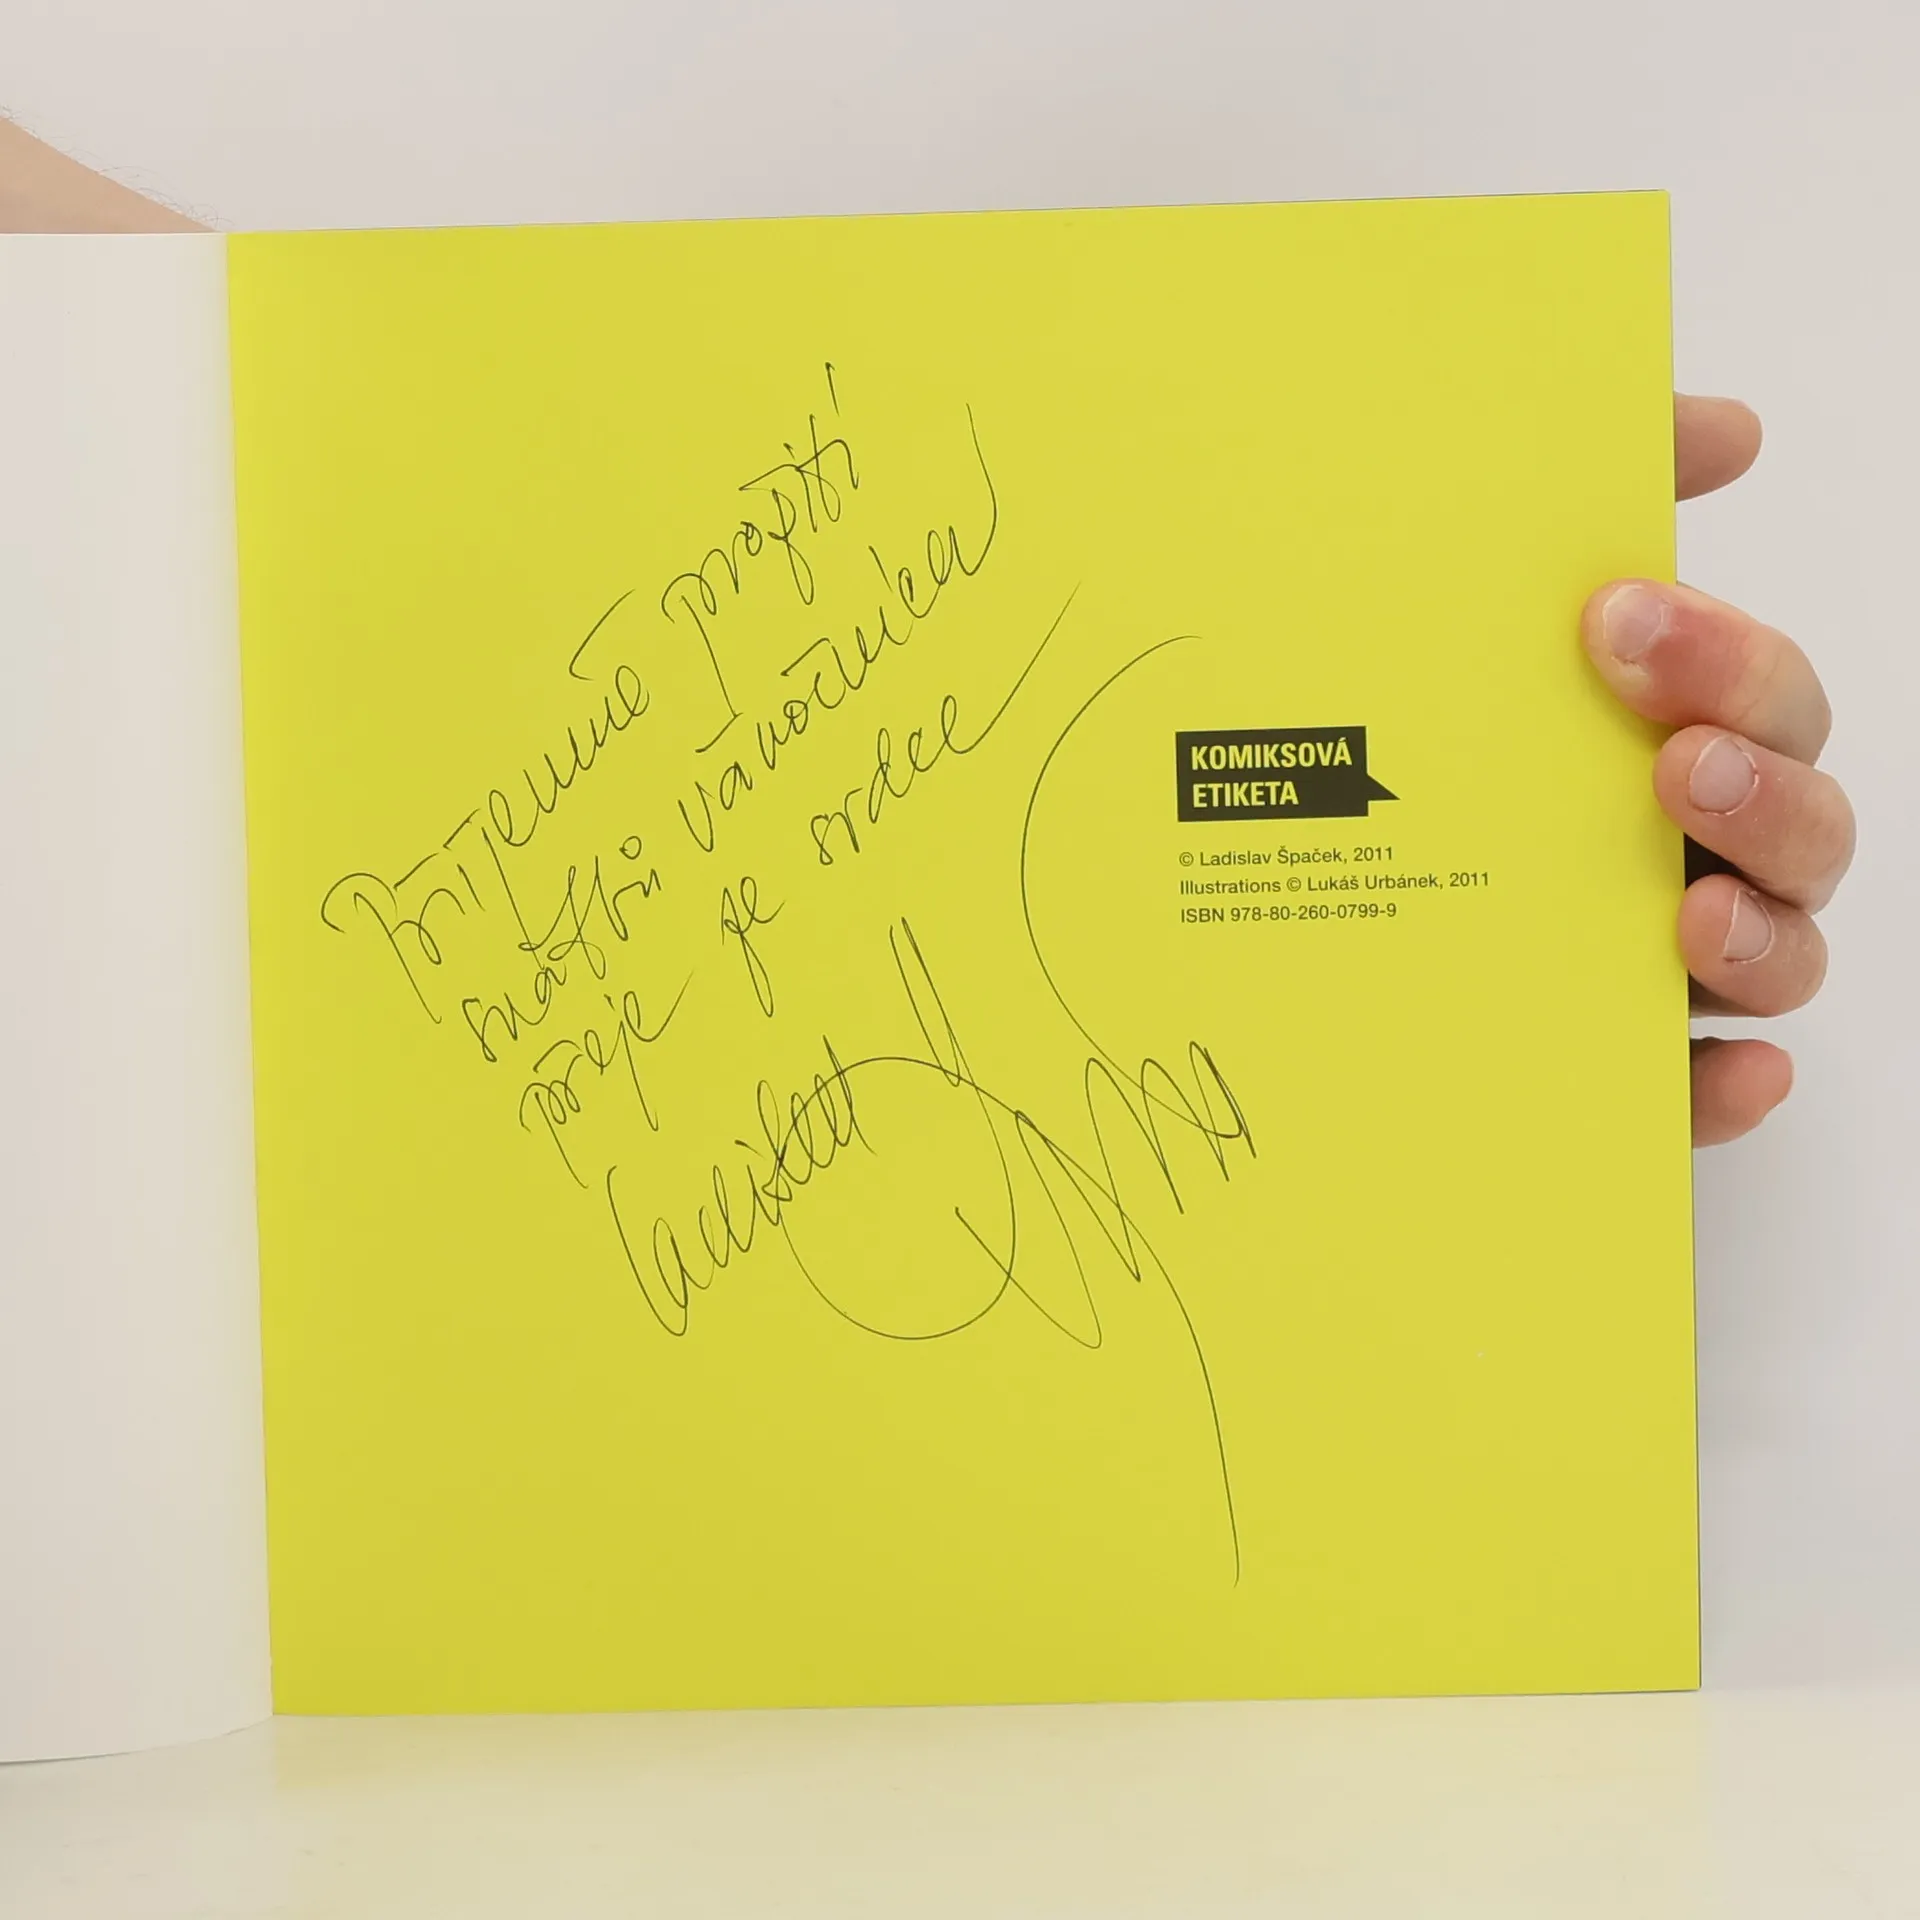 Příjemné prožití
svátků vánočních
přeje ze srdce
Ladislav
KOMIKSOVÁ
ETIKETA
© Ladislav Špaček, 2011
Illustrations © Lukáš Urbánek, 2011
ISBN 978-80-260-0799-9